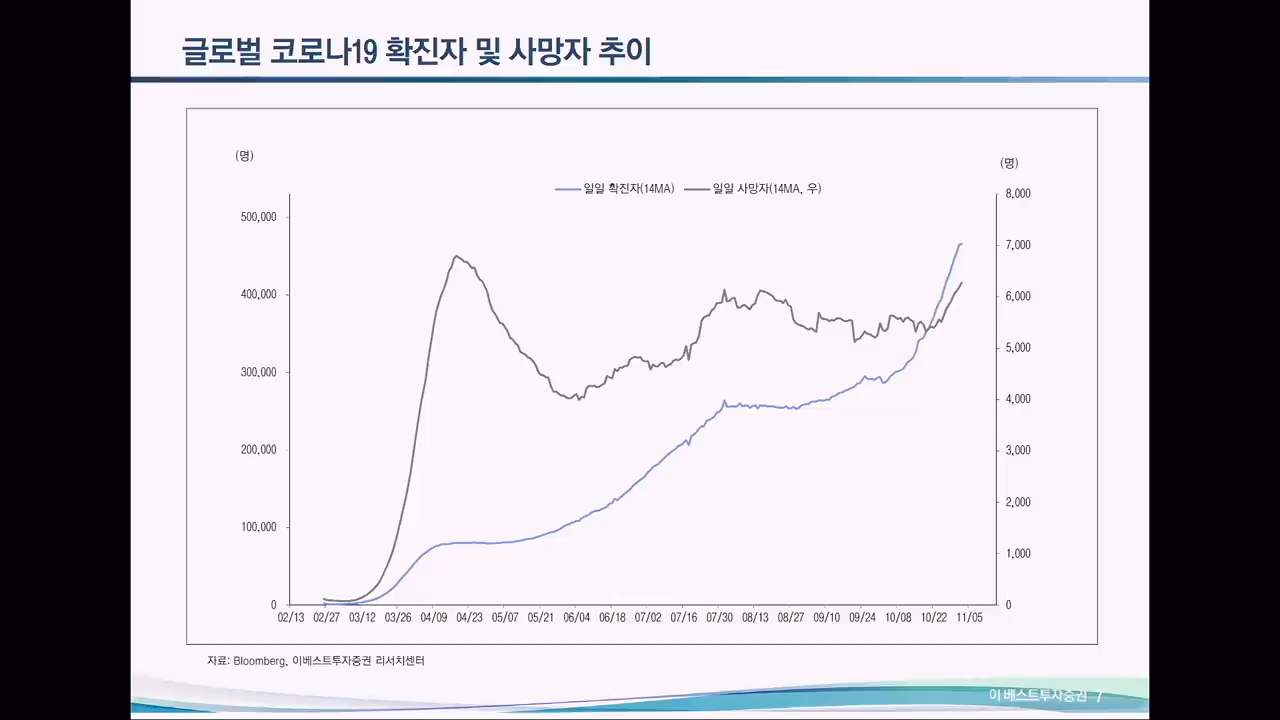 글로벌 코로나19 확진자 및 사망자 추이
(명)
(명)
일일 확진자(14MA) 일일 사망자(14MA, 우)
500,000
400,000
300,000
200,000
100,000
0
8,000
7,000
6,000
5,000
4,000
3,000
2,000
1,000
0
02/13 02/27 03/12 03/26 04/09 04/23 05/07 05/21 06/04 06/18 07/02 07/16 07/30 08/13 08/27 09/10 09/24 10/08 10/22 11/05
자료: Bloomberg, 이베스트투자증권 리서치센터
이베스트투자증권 7